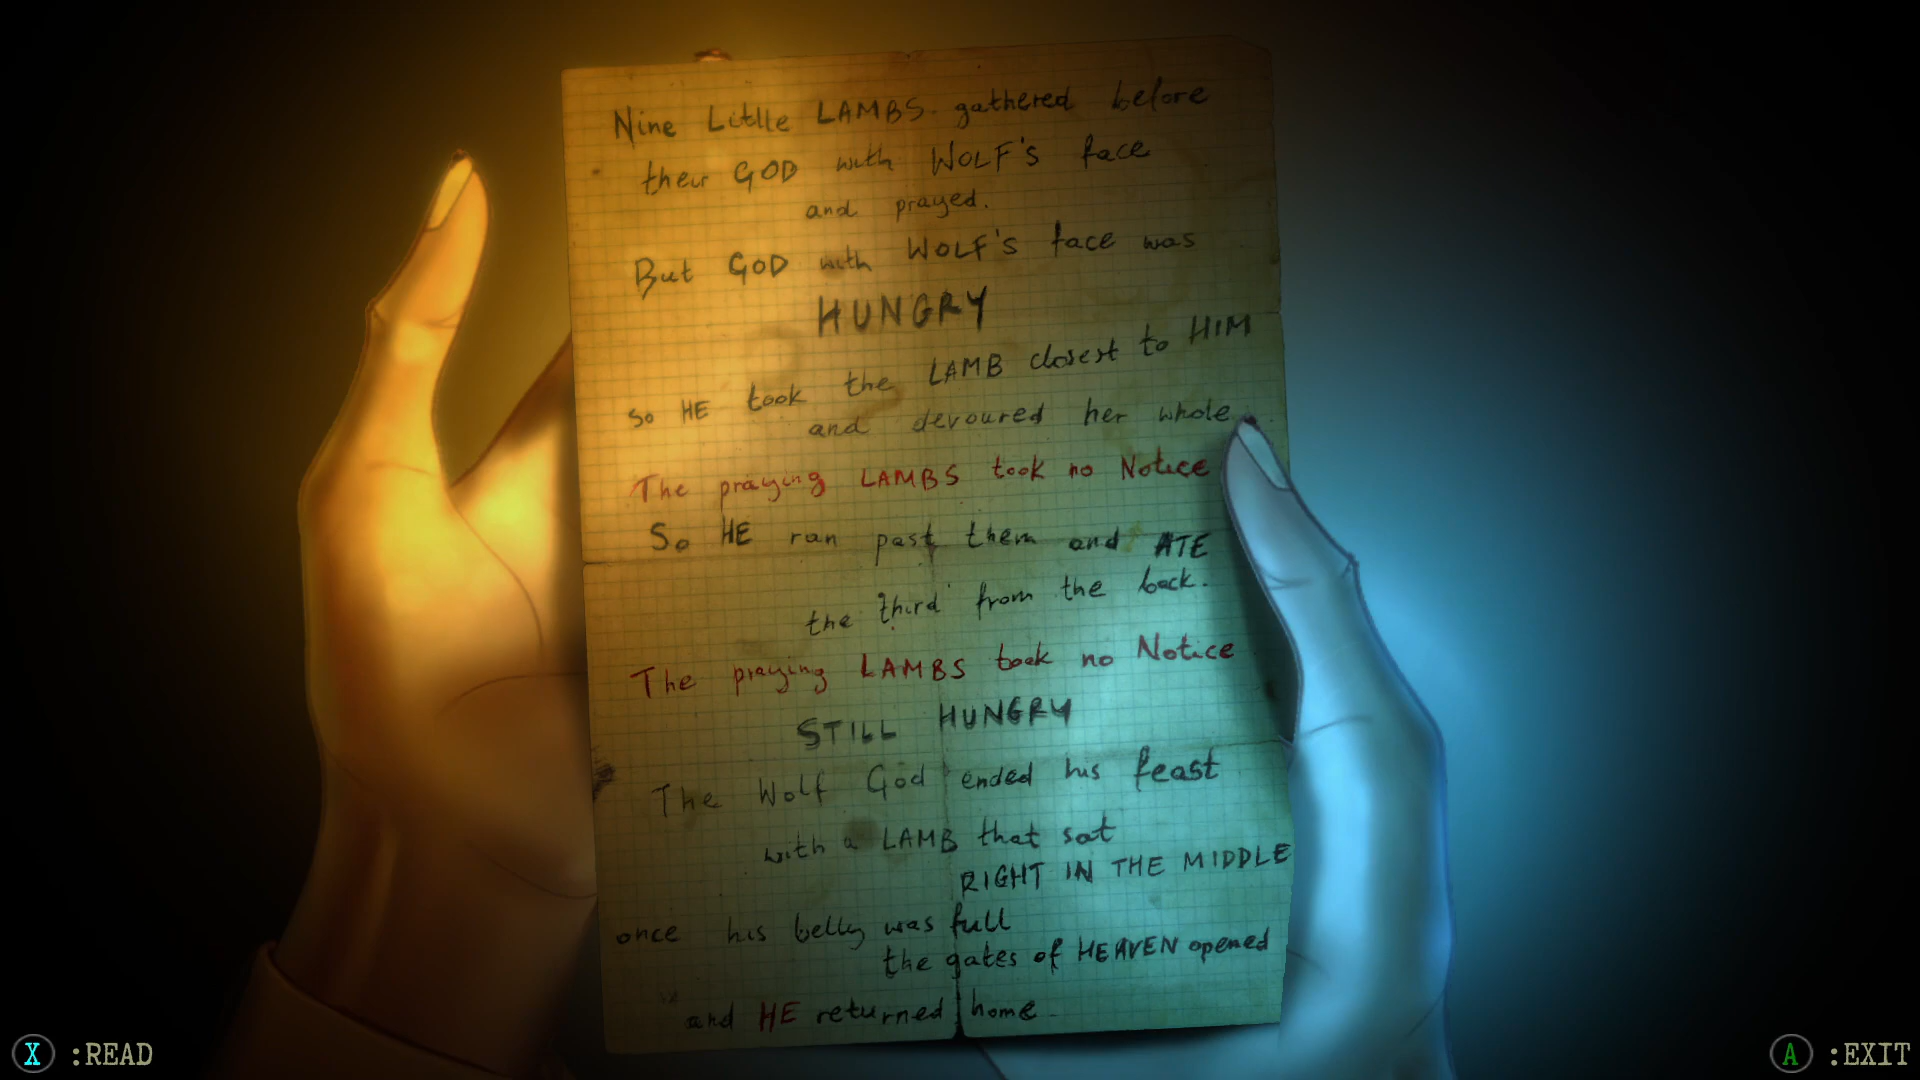 Nine Litlle LAMBS gathered before
their GOD with WOLF'S face
and prayed.
But GOD with WOLF'S face was
HUNGRY
so HE took the LAMB closest to HIM
and devoured her whole.
The praying LAMBS took no Notice
So HE ran past them and ATE
the third from the back.
The praying LAMBS took no Notice
STILL HUNGRY
The Wolf God ended his feast
with a LAMB that sat
RIGHT IN THE MIDDLE
once his belly was full
the gates of HEAVEN opened
and HE returned home
X :READ
A :EXIT